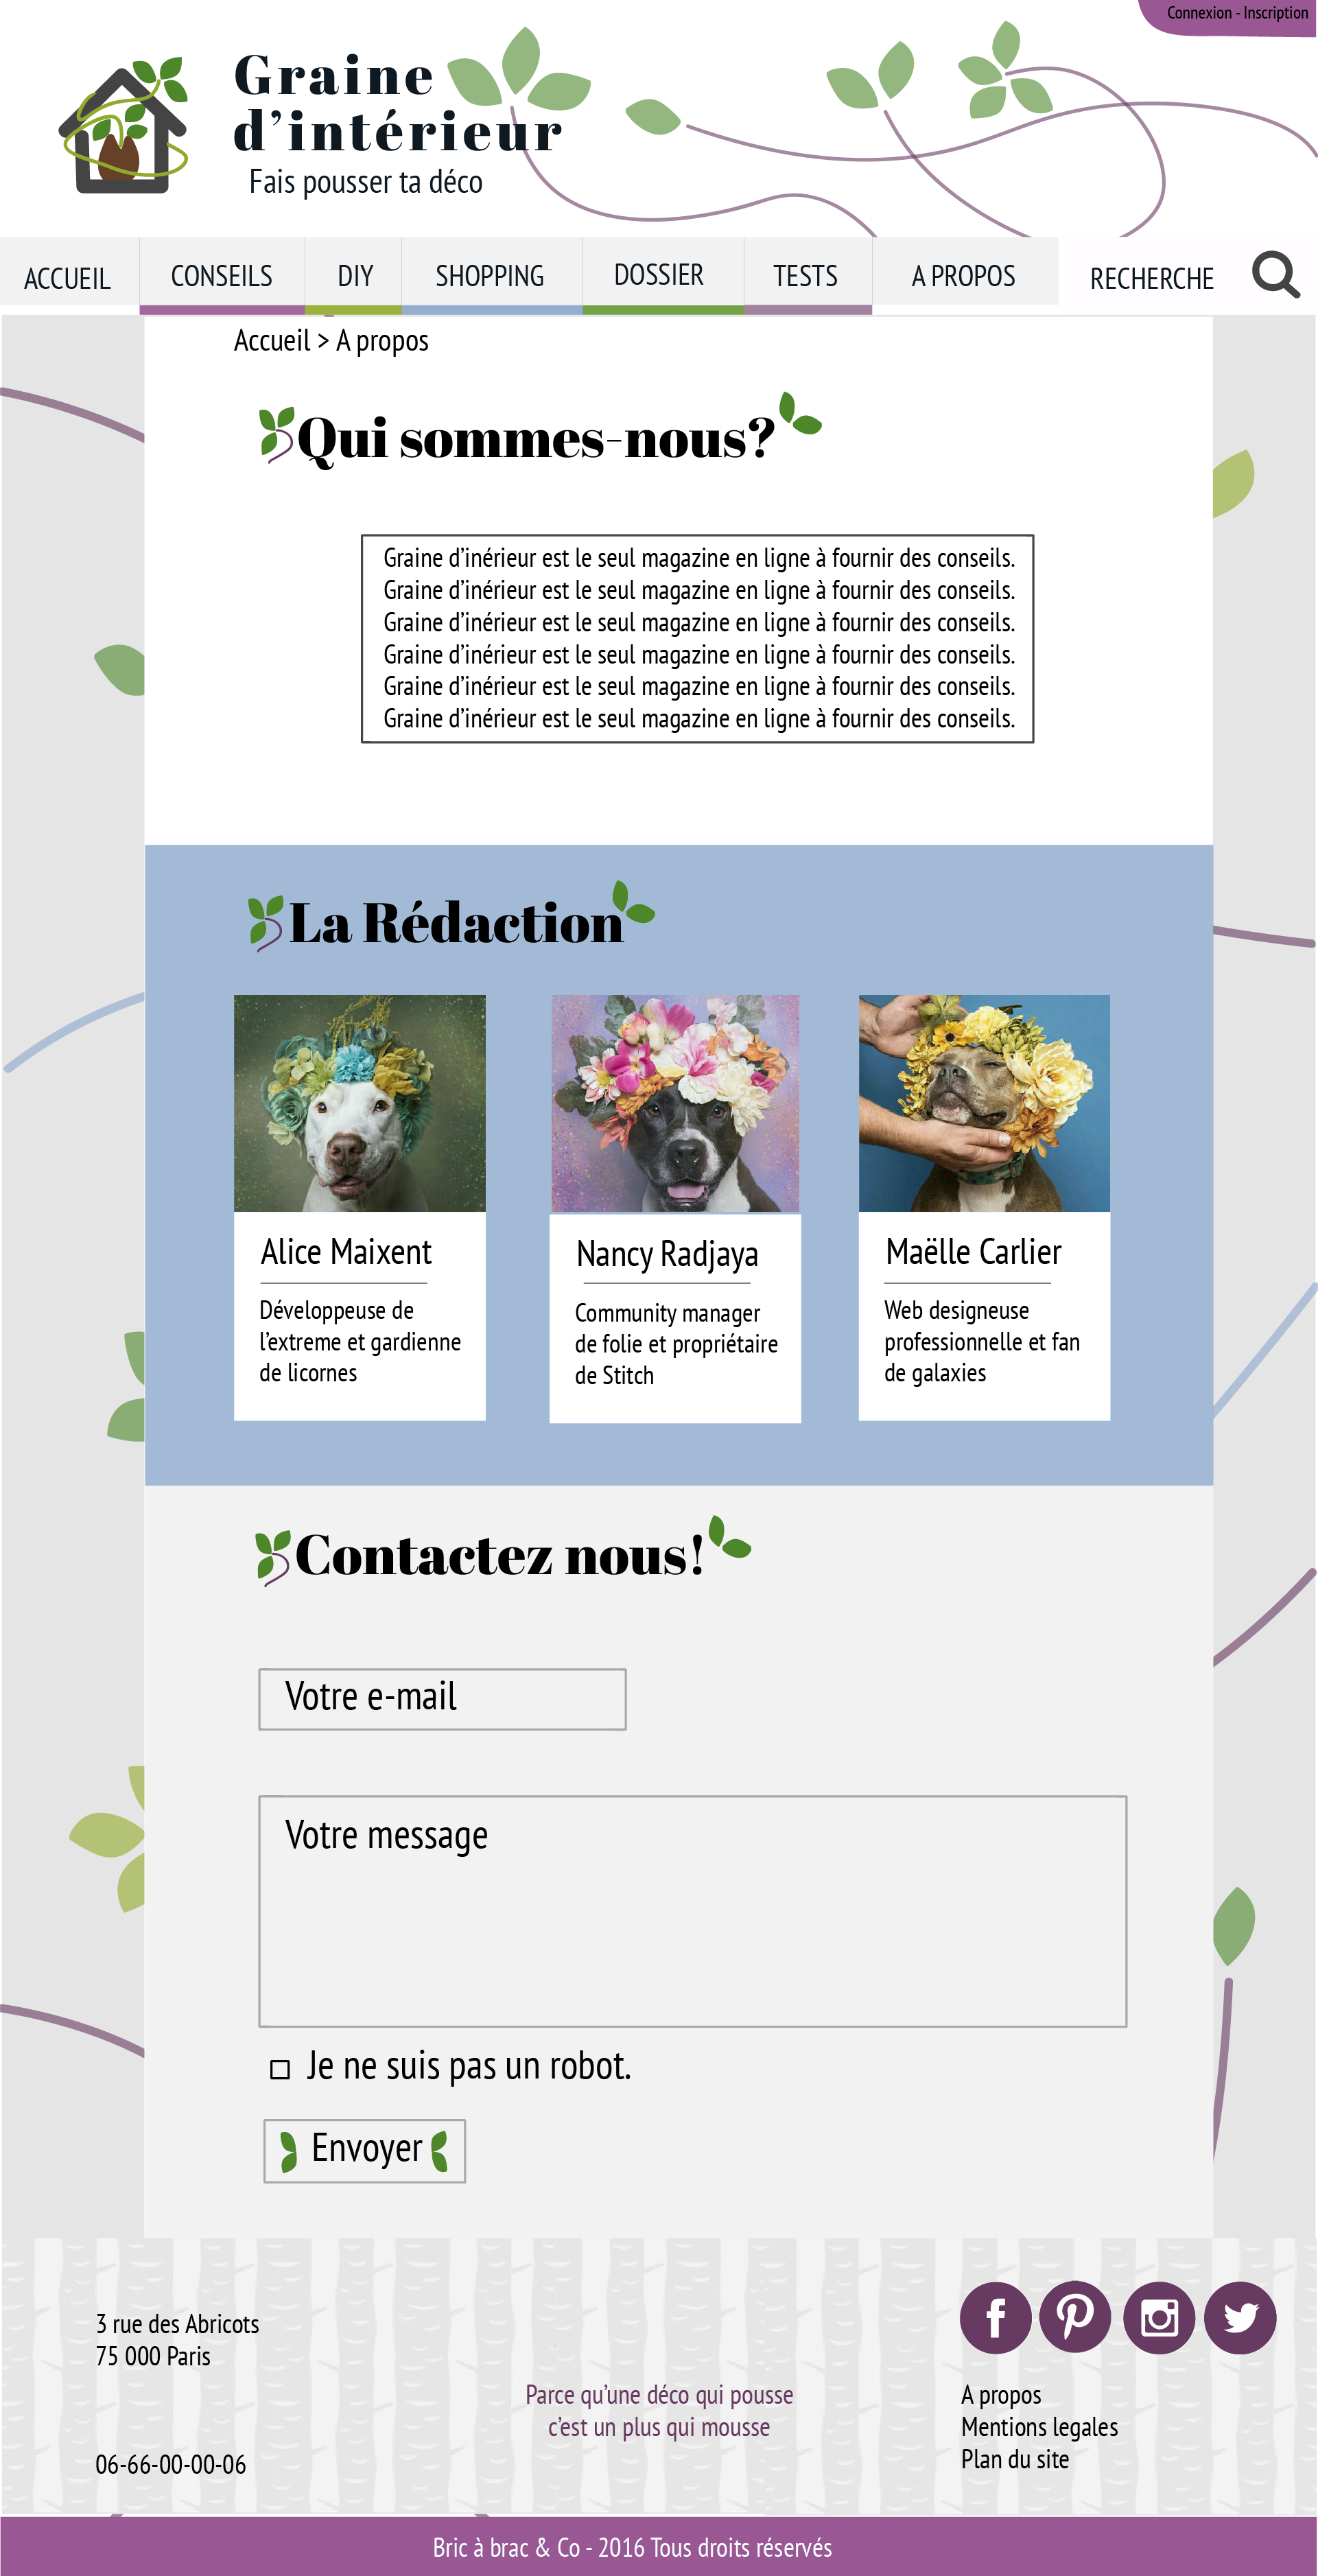 Connexion - Inscription
Graine
d'intérieur
Fais pousser ta déco
ACCUEIL CONSEILS DIY SHOPPING DOSSIER TESTS A PROPOS RECHERCHE
Accueil > A propos
Qui sommes-nous?
Graine d'inérieur est le seul magazine en ligne à fournir des conseils.
Graine d'inérieur est le seul magazine en ligne à fournir des conseils.
Graine d'inérieur est le seul magazine en ligne à fournir des conseils.
Graine d'inérieur est le seul magazine en ligne à fournir des conseils.
Graine d'inérieur est le seul magazine en ligne à fournir des conseils.
Graine d'inérieur est le seul magazine en ligne à fournir des conseils.
La Rédaction
Alice Maixent
Développeuse de
l'extreme et gardienne
de licornes
Nancy Radjaya
Community manager
de folie et propriétaire
de Stitch
Maëlle Carlier
Web designeuse
professionnelle et fan
de galaxies
Contactez nous!
Votre e-mail
Votre message
Je ne suis pas un robot.
Envoyer
3 rue des Abricots
75 000 Paris
06-66-00-00-06
Parce qu'une déco qui pousse
c'est un plus qui mousse
A propos
Mentions legales
Plan du site
Bric à brac & Co - 2016 Tous droits réservés